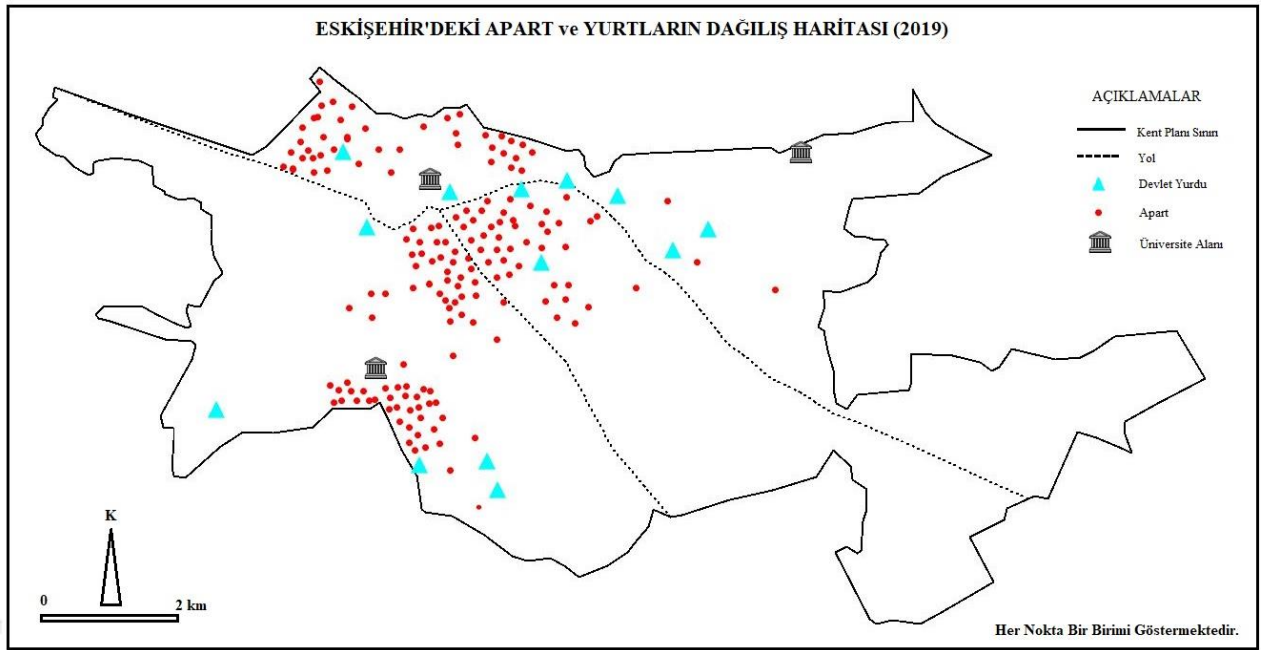 ESKİŞEHİR'DEKİ APART ve YURTLARIN DAĞILIŞ HARİTASI (2019)
AÇIKLAMALAR
Kent Planı Sınırı
Yol
Devlet Yurdu
Apart
Üniversite Alanı
K
0 2 km
Her Nokta Bir Birimi Göstermektedir.